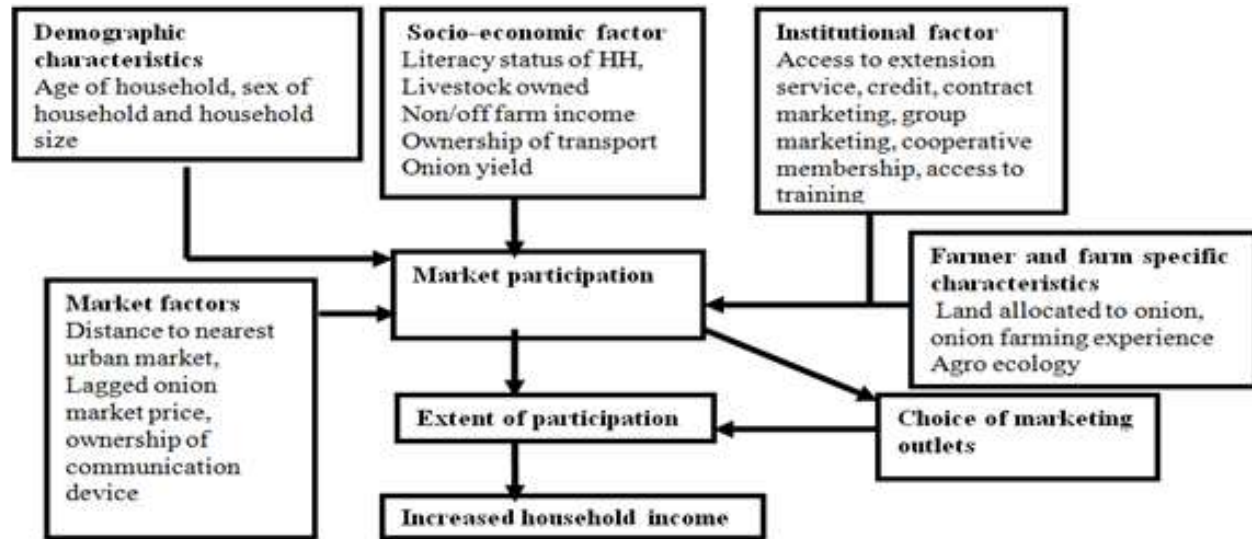 Demographic
characteristics
Age of household, sex of
household and household
size
Socio-economic factor
Literacy status of HH,
Livestock owned
Non/off farm income
Ownership of transport
Onion yield
Institutional factor
Access to extension
service, credit, contract
marketing, group
marketing, cooperative
membership, access to
training
Market participation
Farmer and farm specific
characteristics
Land allocated to onion,
onion farming experience
Agro ecology
Market factors
Distance to nearest
urban market,
Lagged onion
market price,
ownership of
communication
device
Extent of participation
Choice of marketing
outlets
Increased household income